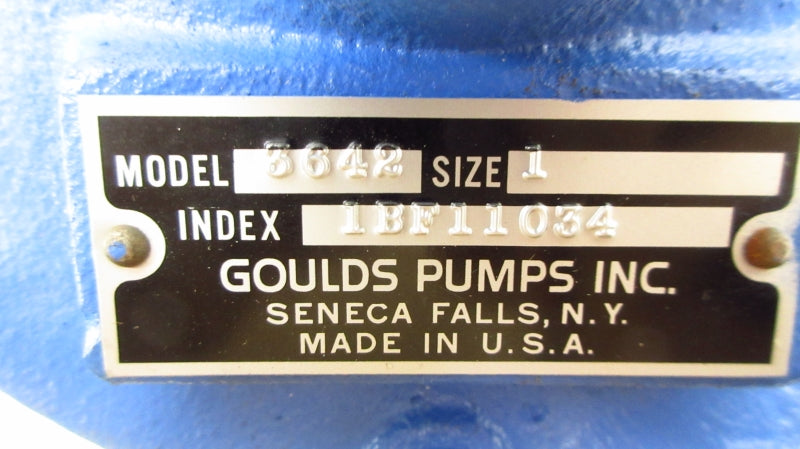 MODEL 3642 SIZE 1
INDEX 1BF11034
GOULDS PUMPS INC.
SENECA FALLS, N.Y.
MADE IN U.S.A.